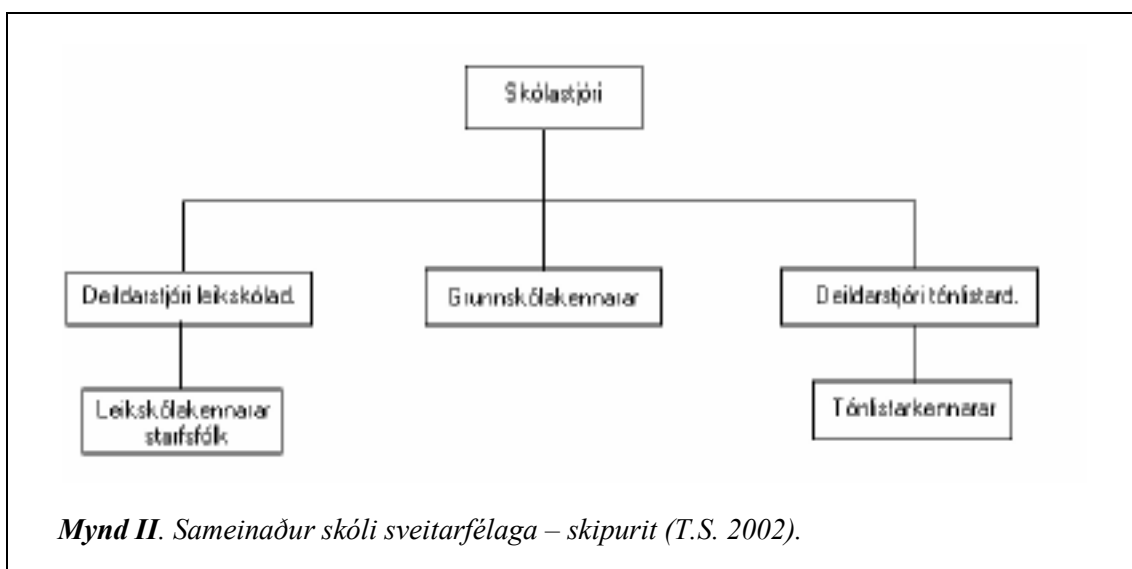 Skólastjóri
Deildarstjóri leikskólad.
Grunnskólakennarar
Deildarstjóri tónlistard.
Leikskólakennarar
starfsfólk
Tónlistarkennarar
Mynd II. Sameinaður skóli sveitarfélaga – skipurit (T.S. 2002).